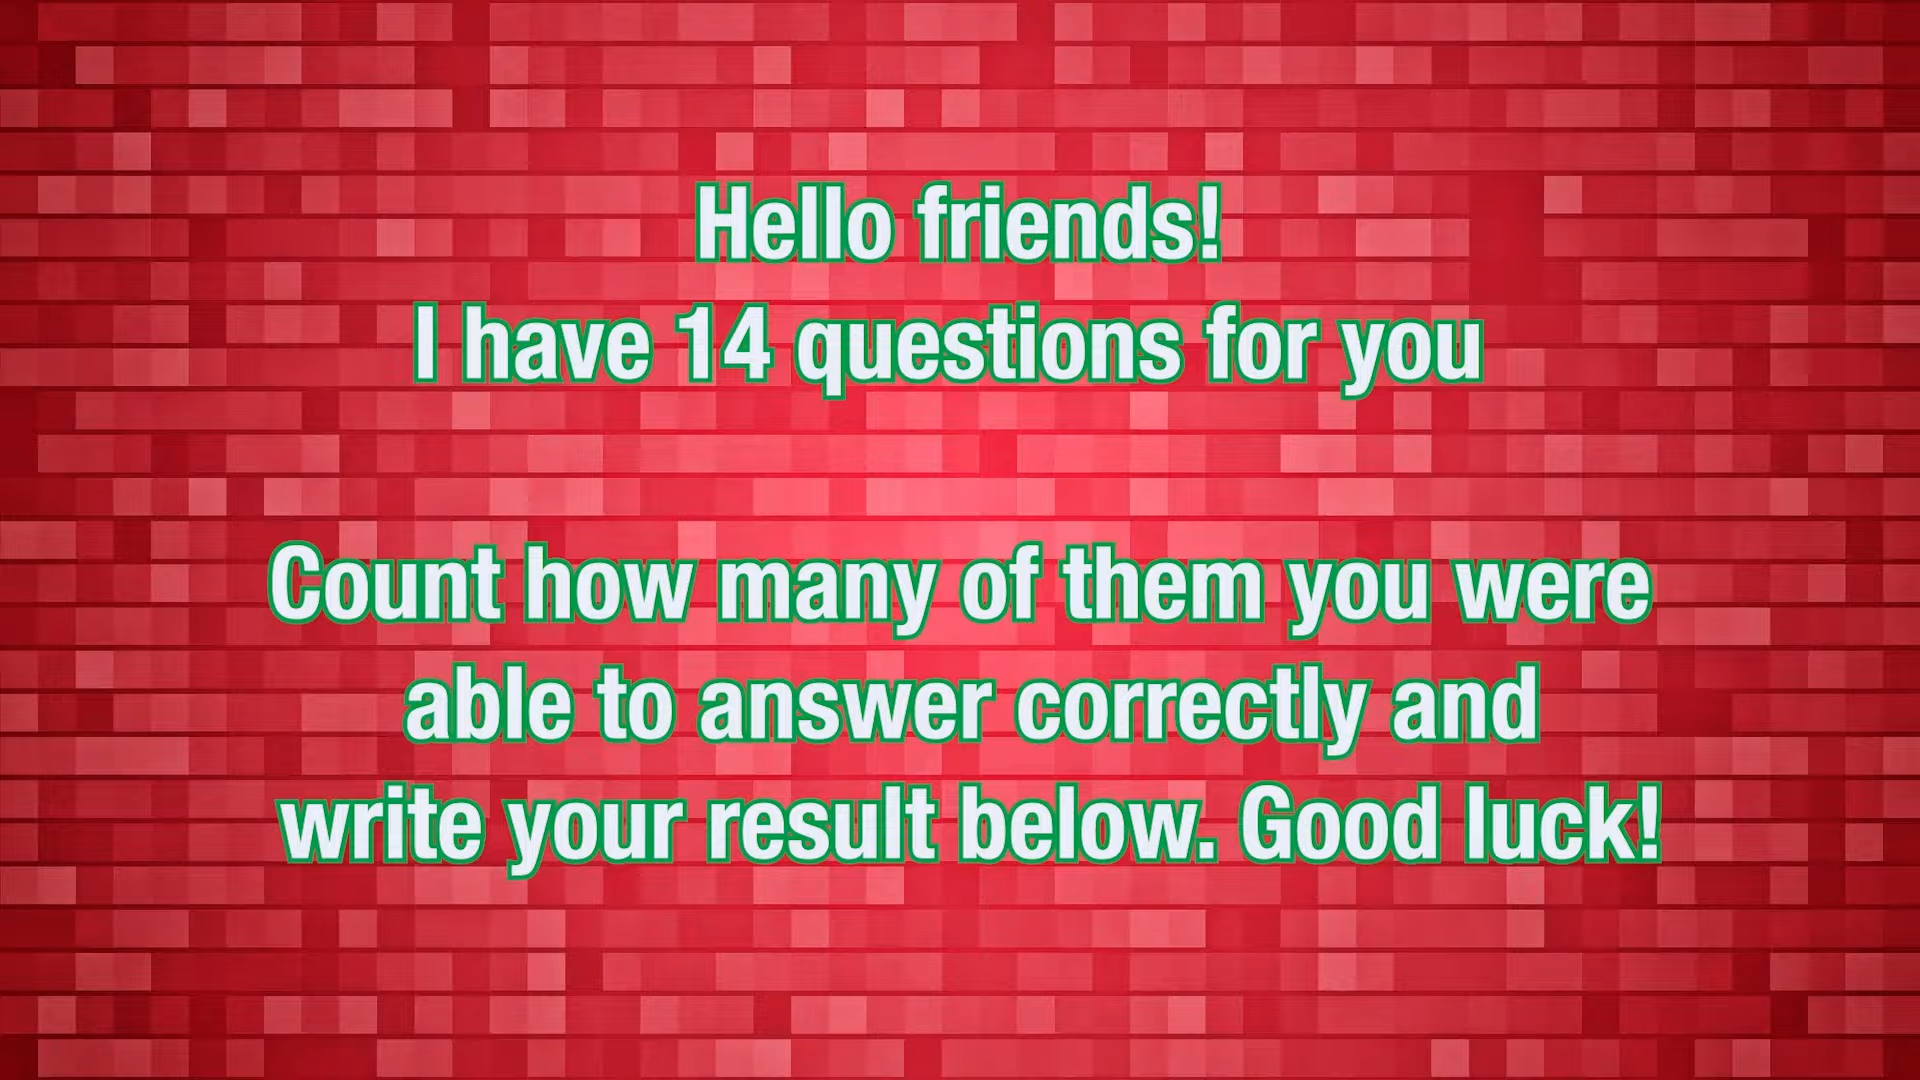 Hello friends!
I have 14 questions for you
Count how many of them you were
able to answer correctly and
write your result below. Good luck!